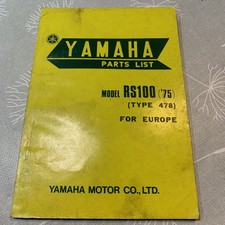 YAMAHA
PARTS LIST
MODEL RS100 ('75)
(TYPE 478)
FOR EUROPE
YAMAHA MOTOR CO., LTD.